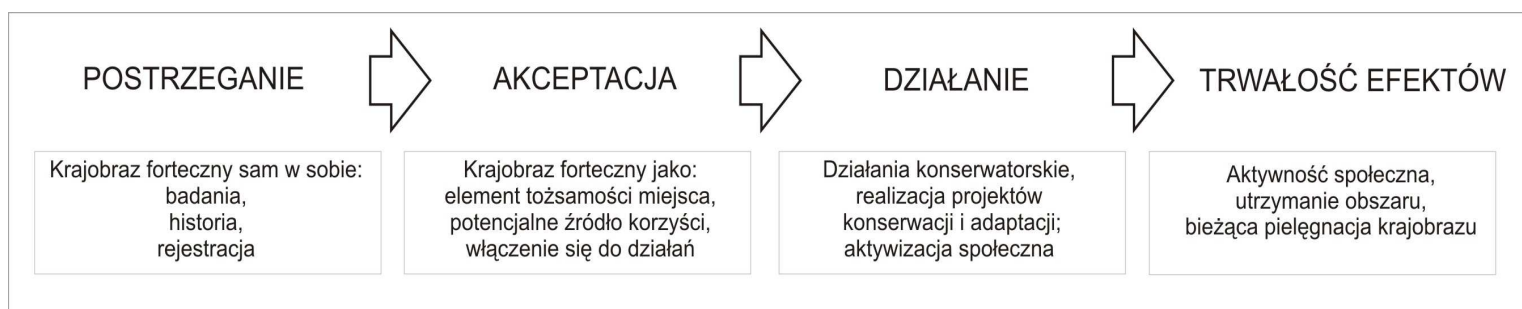 POSTRZEGANIE
AKCEPTACJA
DZIAŁANIE
TRWAŁOŚĆ EFEKTÓW
Krajobraz forteczny sam w sobie:
badania,
historia,
rejestracja
Krajobraz forteczny jako:
element tożsamości miejsca,
potencjalne źródło korzyści,
włączenie się do działań
Działania konserwatorskie,
realizacja projektów
konserwacji i adaptacji;
aktywizacja społeczna
Aktywność społeczna,
utrzymanie obszaru,
bieżąca pielęgnacja krajobrazu